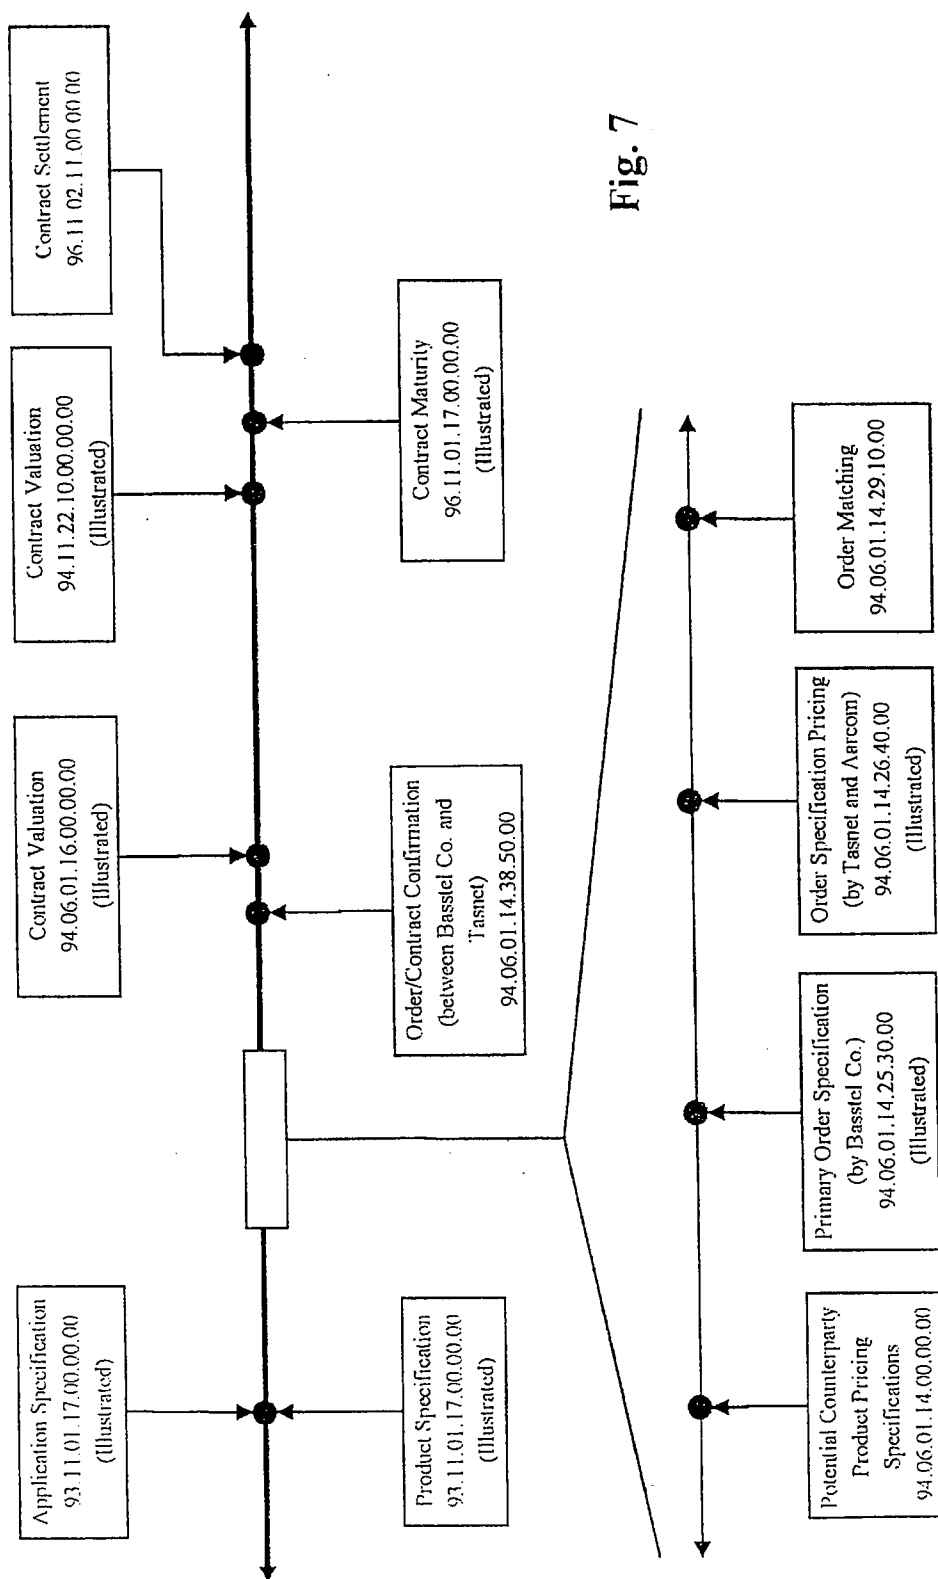 Application Specification
93.11.01.17.00.00.00
(Illustrated)
Contract Valuation
94.06.01.16.00.00.00
(Illustrated)
Contract Valuation
94.11.22.10.00.00.00
(Illustrated)
Contract Settlement
96.11.02.11.00.00.00
Product Specification
93.11.01.17.00.00.00
(Illustrated)
Order/Contract Confirmation
(between Basstel Co. and
Tasnet)
94.06.01.14.38.50.00
Contract Maturity
96.11.01.17.00.00.00
(Illustrated)
Potential Counterparty
Product Pricing
Specifications
94.06.01.14.00.00.00
Primary Order Specification
(by Basstel Co.)
94.06.01.14.25.30.00
(Illustrated)
Order Specification Pricing
(by Tasnet and Aarcom)
94.06.01.14.26.40.00
(Illustrated)
Order Matching
94.06.01.14.29.10.00
Fig. 7